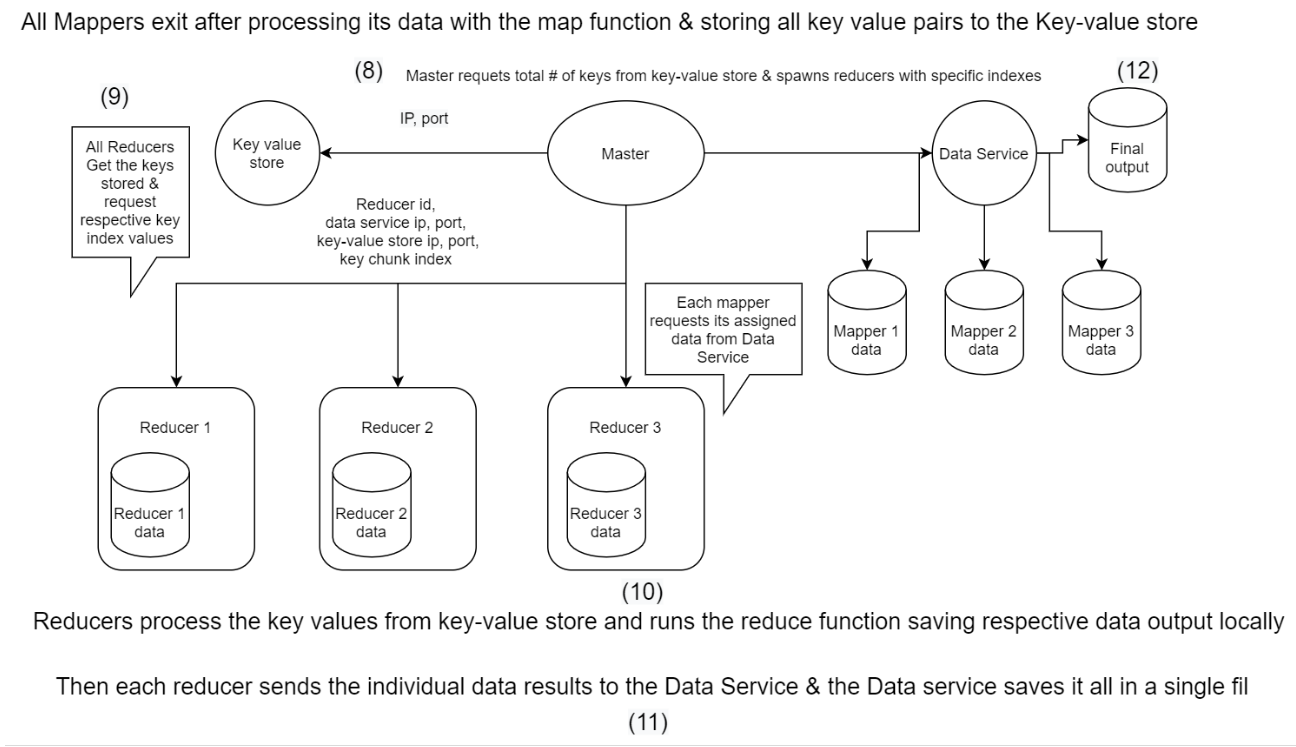 All Mappers exit after processing its data with the map function & storing all key value pairs to the Key-value store
(8)
Master requets total # of keys from key-value store & spawns reducers with specific indexes
(12)
(9)
IP, port
All Reducers
Get the keys
stored &
request
respective key
index values
Key value
store
Master
Data Service
Final
output
Reducer id,
data service ip, port,
key-value store ip, port,
key chunk index
Each mapper
requests its assigned
data from Data
Service
Mapper 1
data
Mapper 2
data
Mapper 3
data
Reducer 1
Reducer 1
data
Reducer 2
Reducer 2
data
Reducer 3
Reducer 3
data
(10)
Reducers process the key values from key-value store and runs the reduce function saving respective data output locally
Then each reducer sends the individual data results to the Data Service & the Data service saves it all in a single fil
(11)